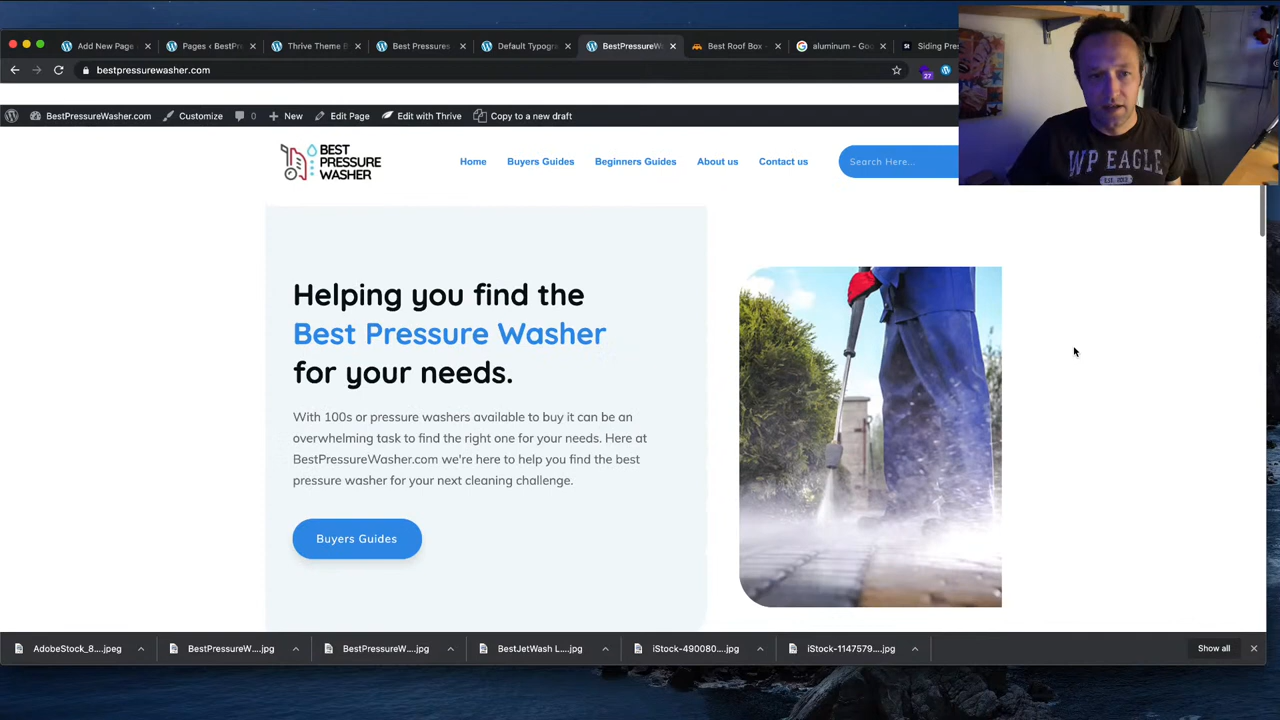 Add New Page
Pages ‹ BestPr
Thrive Theme B
Best Pressures
Default Typogr
BestPressureW
Best Roof Box -
aluminum - Goo
St
Siding Pres
bestpressurewasher.com
27
BestPressureWasher.com
Customize
0
New
Edit Page
Edit with Thrive
Copy to a new draft
BEST
PRESSURE
WASHER
Home
Buyers Guides
Beginners Guides
About us
Contact us
Search Here...
WP EAGLE
Helping you find the
Best Pressure Washer
for your needs.
With 100s or pressure washers available to buy it can be an
overwhelming task to find the right one for your needs. Here at
BestPressureWasher.com we're here to help you find the best
pressure washer for your next cleaning challenge.
Buyers Guides
AdobeStock_8....jpeg
BestPressureW....jpg
BestPressureW....jpg
BestJetWash L....jpg
iStock-490080....jpg
iStock-1147579....jpg
Show all